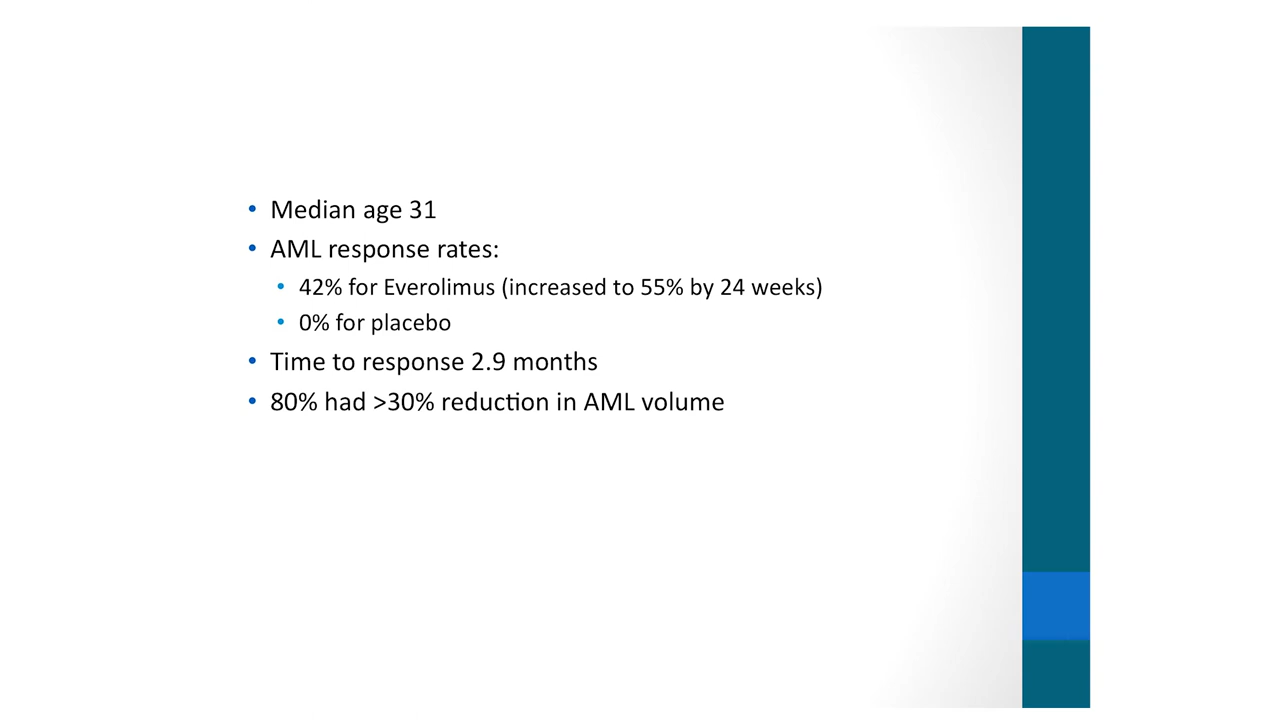 • Median age 31
• AML response rates:
• 42% for Everolimus (increased to 55% by 24 weeks)
• 0% for placebo
• Time to response 2.9 months
• 80% had >30% reduction in AML volume